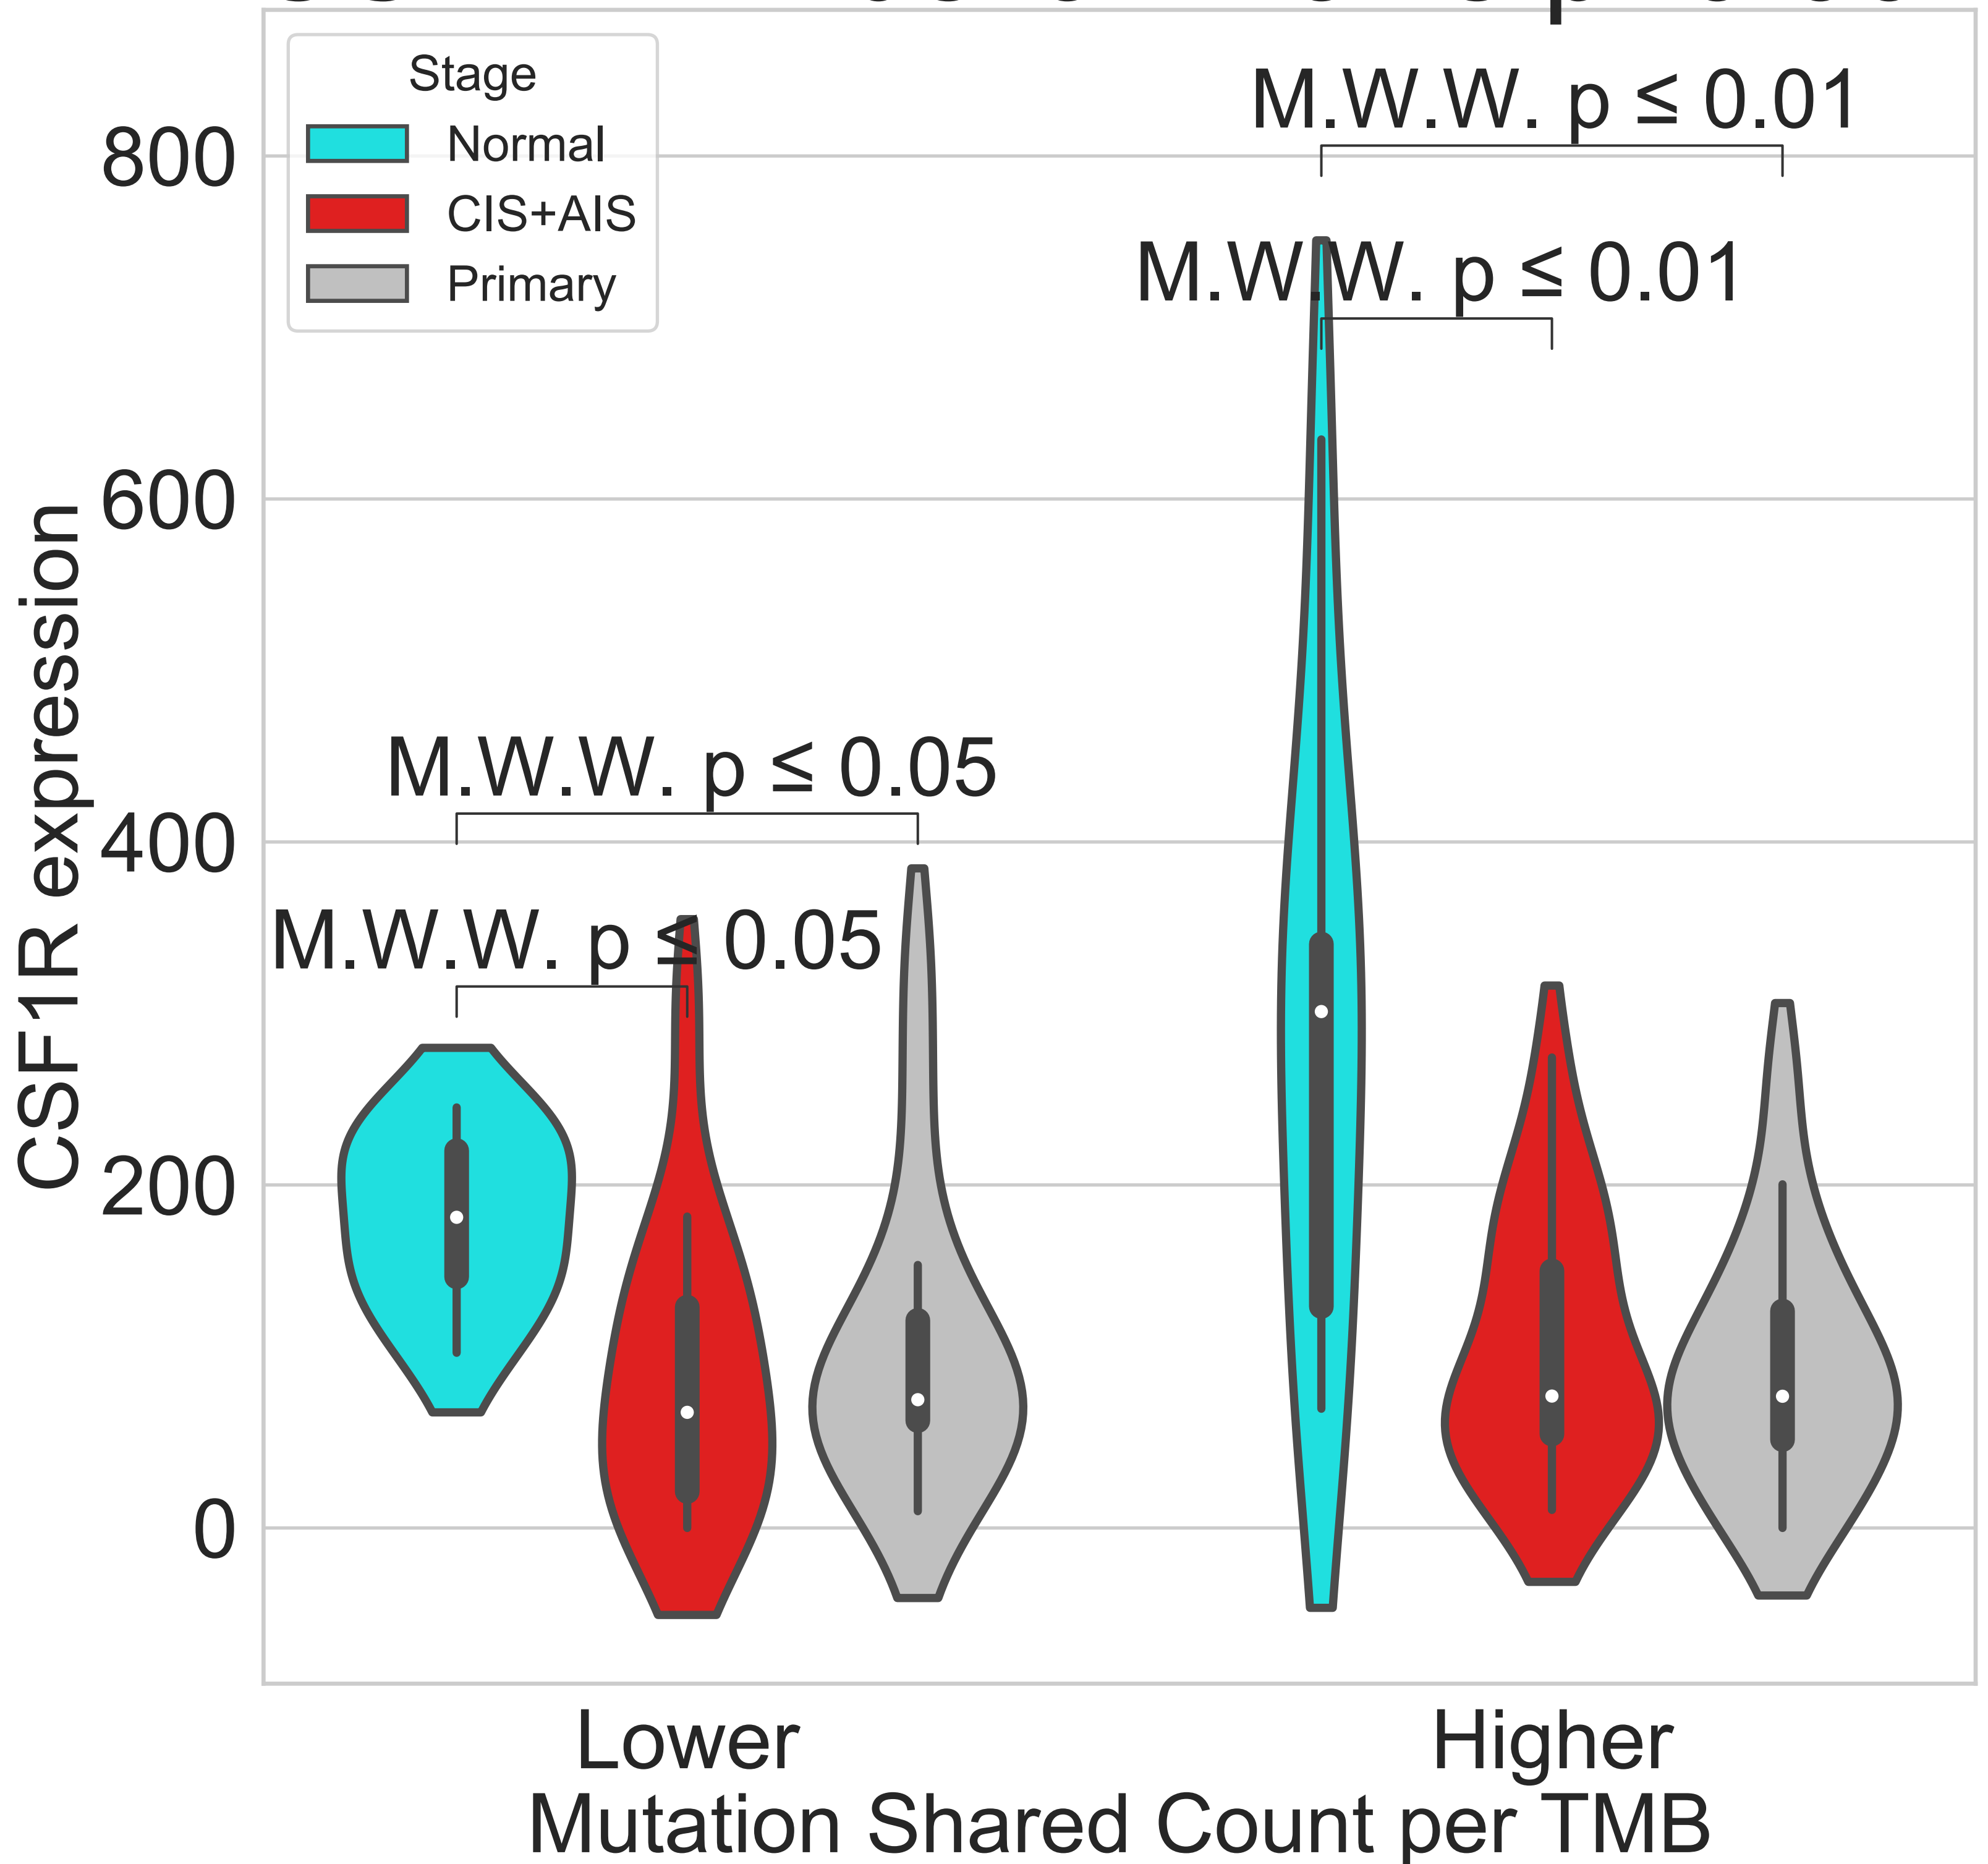 Stage
Normal
CIS+AIS
Primary
M.W.W. p ≤ 0.01
M.W.W. p ≤ 0.01
M.W.W. p ≤ 0.05
M.W.W. p ≤ 0.05
800
600
400
200
0
CSF1R expression
Lower
Higher
Mutation Shared Count per TMB